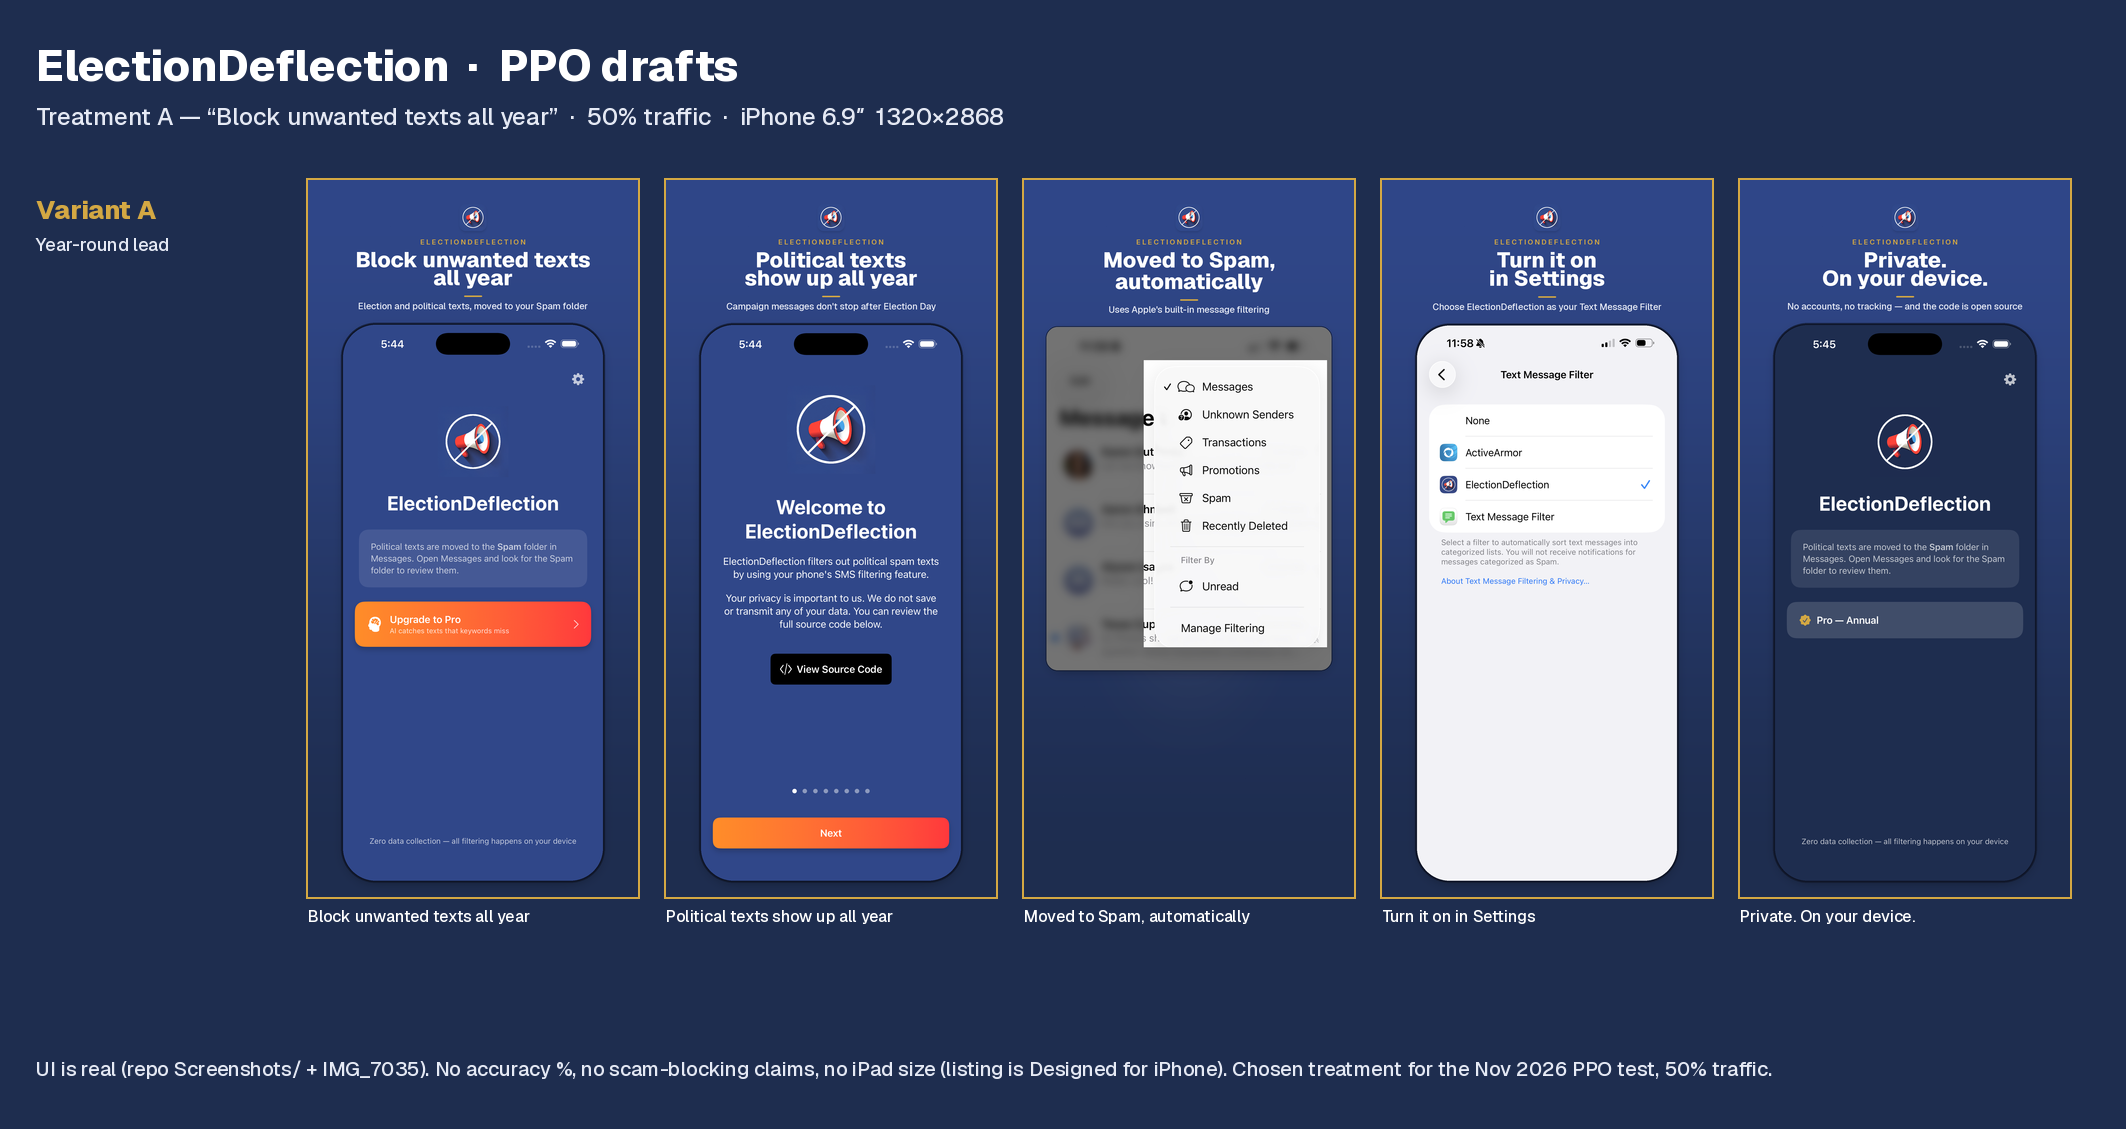 ElectionDeflection · PPO drafts
Treatment A — “Block unwanted texts all year” · 50% traffic · iPhone 6.9″ 1320×2868
Variant A
Year-round lead
ELECTIONDEFLECTION
Block unwanted texts
all year
Election and political texts, moved to your Spam folder
5:44
ElectionDeflection
Political texts are moved to the Spam folder in
Messages. Open Messages and look for the Spam
folder to review them.
Upgrade to Pro
AI catches texts that keywords miss
Zero data collection — all filtering happens on your device
Block unwanted texts all year
ELECTIONDEFLECTION
Political texts
show up all year
Campaign messages don't stop after Election Day
5:44
Welcome to
ElectionDeflection
ElectionDeflection filters out political spam texts
by using your phone's SMS filtering feature.
Your privacy is important to us. We do not save
or transmit any of your data. You can review the
full source code below.
</> View Source Code
Next
Political texts show up all year
ELECTIONDEFLECTION
Moved to Spam,
automatically
Uses Apple's built-in message filtering
Messages
Unknown Senders
Transactions
Promotions
Spam
Recently Deleted
Filter By
Unread
Manage Filtering
Moved to Spam, automatically
ELECTIONDEFLECTION
Turn it on
in Settings
Choose ElectionDeflection as your Text Message Filter
11:58
Text Message Filter
None
ActiveArmor
ElectionDeflection
Text Message Filter
Select a filter to automatically sort text messages into
categorized lists. You will not receive notifications for
messages categorized as Spam.
About Text Message Filtering & Privacy...
Turn it on in Settings
ELECTIONDEFLECTION
Private.
On your device.
No accounts, no tracking — and the code is open source
5:45
ElectionDeflection
Political texts are moved to the Spam folder in
Messages. Open Messages and look for the Spam
folder to review them.
Pro — Annual
Zero data collection — all filtering happens on your device
Private. On your device.
UI is real (repo Screenshots/ + IMG_7035). No accuracy %, no scam-blocking claims, no iPad size (listing is Designed for iPhone). Chosen treatment for the Nov 2026 PPO test, 50% traffic.